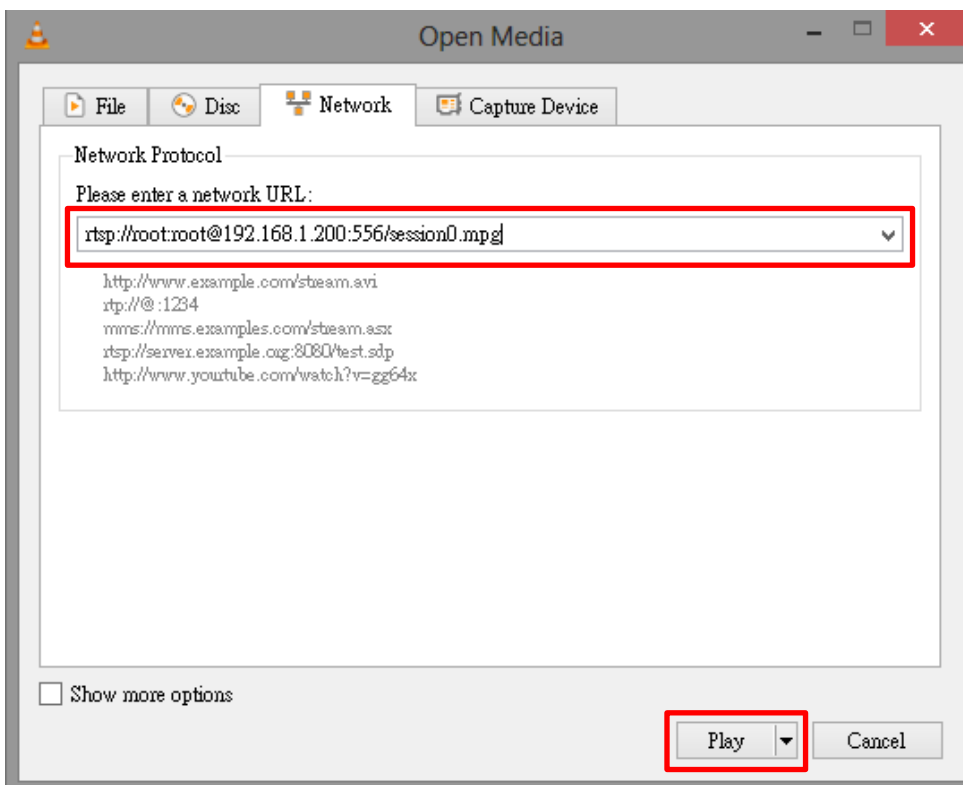 Open Media
File Disc Network Capture Device
Network Protocol
Please enter a network URL:
rtsp://root:root@192.168.1.200:556/session0.mpg
http://www.example.com/stream.avi
rtp://@:1234
mms://mms.examples.com/stream.asx
rtsp://server.example.org:8080/test.sdp
http://www.yourtube.com/watch?v=gg64x
Show more options
Play Cancel